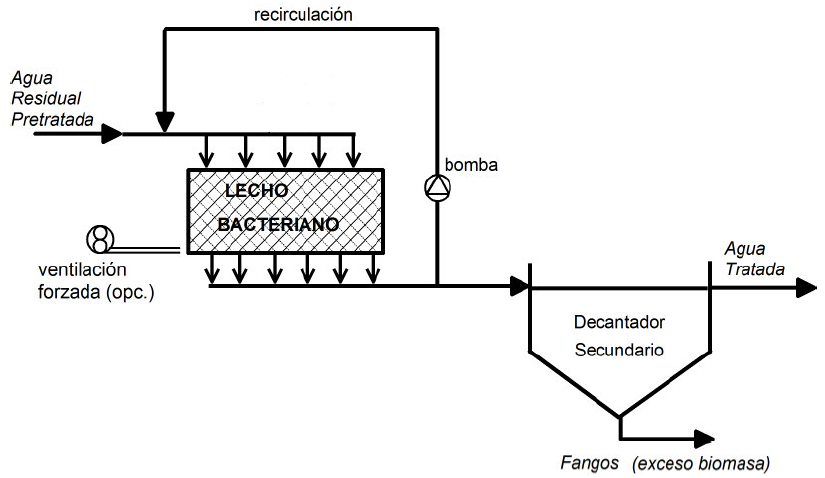 recirculación
Agua
Residual
Pretratada
bomba
LECHO
BACTERIANO
ventilación
forzada (opc.)
Agua
Tratada
Decantador
Secundario
Fangos (exceso biomasa)